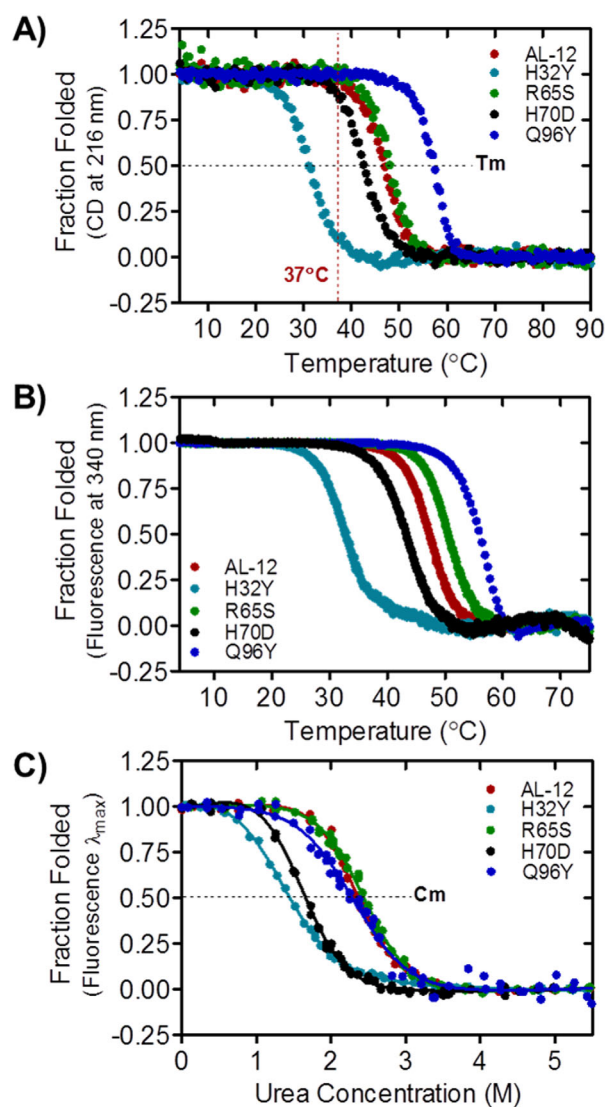 A)
Fraction Folded
(CD at 216 nm)
1.25
1.00
0.75
0.50
0.25
0.00
-0.25
AL-12
H32Y
R65S
H70D
Q96Y
Tm
37°C
10 20 30 40 50 60 70 80 90
Temperature (°C)
B)
Fraction Folded
(Fluorescence at 340 nm)
1.25
1.00
0.75
0.50
0.25
0.00
-0.25
AL-12
H32Y
R65S
H70D
Q96Y
10 20 30 40 50 60 70
Temperature (°C)
C)
Fraction Folded
(Fluorescence λmax)
1.25
1.00
0.75
0.50
0.25
0.00
-0.25
AL-12
H32Y
R65S
H70D
Q96Y
Cm
0 1 2 3 4 5
Urea Concentration (M)